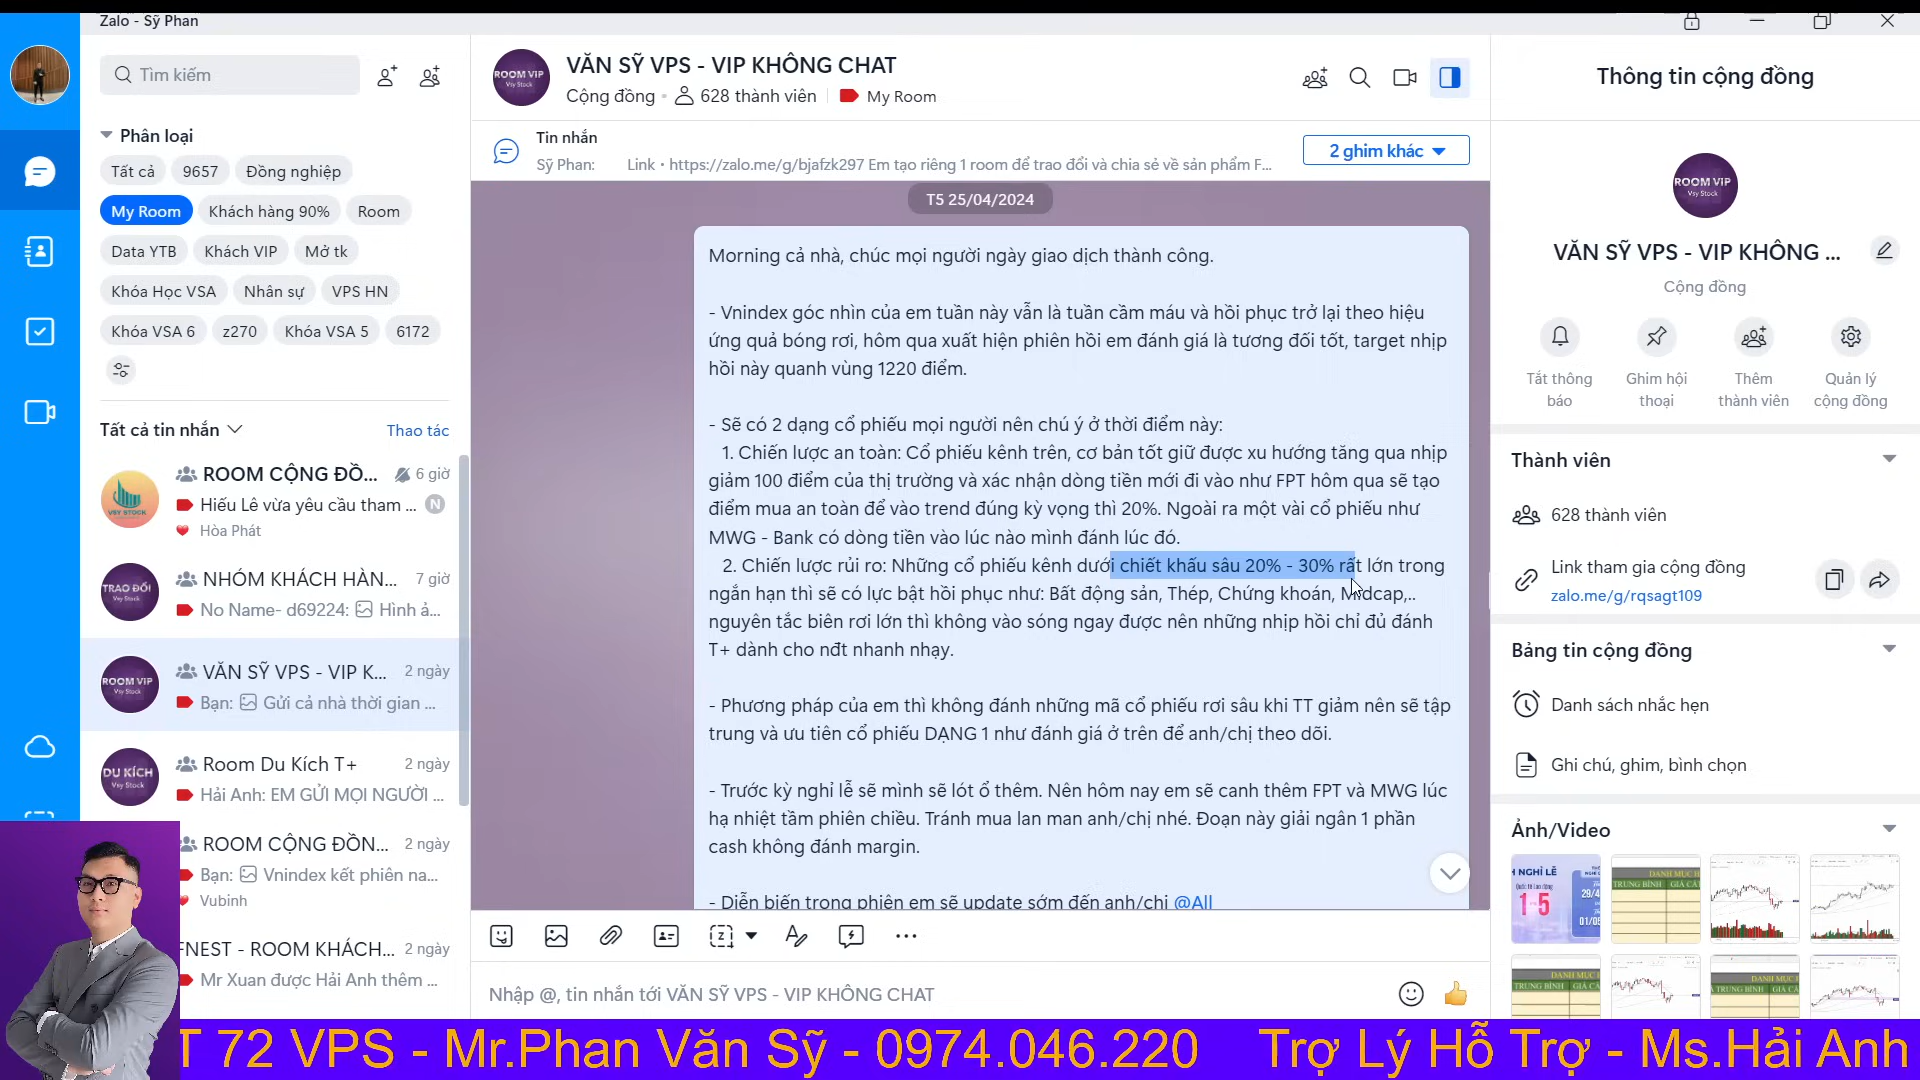 Zalo - Sỹ Phan
Tìm kiếm
Phân loại
Tất cả
9657
Đồng nghiệp
My Room
Khách hàng 90%
Room
Data YTB
Khách VIP
Mở tk
Khóa Học VSA
Nhân sự
VPS HN
Khóa VSA 6
z270
Khóa VSA 5
6172
Tất cả tin nhắn
Thao tác
ROOM CỘNG ĐỒ...
6 giờ
Hiếu Lê vừa yêu cầu tham ...
N
Hòa Phát
VSY STOCK
NHÓM KHÁCH HÀN...
7 giờ
No Name- d69224: Hình ả...
TRAO ĐỔI
Vsy Stock
VĂN SỸ VPS - VIP K...
2 ngày
Bạn: Gửi cả nhà thời gian ...
ROOM VIP
Vsy Stock
Room Du Kích T+
2 ngày
Hải Anh: EM GỬI MỌI NGƯỜI ...
DU KÍCH
Vsy Stock
ROOM CỘNG ĐỒN...
2 ngày
Bạn: Vnindex kết phiên na...
Vubinh
FNEST - ROOM KHÁCH...
2 ngày
Mr Xuan được Hải Anh thêm ...
ROOM VIP
Vsy Stock
VĂN SỸ VPS - VIP KHÔNG CHAT
Cộng đồng
628 thành viên
My Room
Tin nhắn
Sỹ Phan: Link • https://zalo.me/g/bjafzk297 Em tạo riêng 1 room để trao đổi và chia sẻ về sản phẩm F...
2 ghim khác
T5 25/04/2024
Morning cả nhà, chúc mọi người ngày giao dịch thành công.
- Vnindex góc nhìn của em tuần này vẫn là tuần cầm máu và hồi phục trở lại theo hiệu
ứng quả bóng rơi, hôm qua xuất hiện phiên hồi em đánh giá là tương đối tốt, target nhịp
hồi này quanh vùng 1220 điểm.
- Sẽ có 2 dạng cổ phiếu mọi người nên chú ý ở thời điểm này:
1. Chiến lược an toàn: Cổ phiếu kênh trên, cơ bản tốt giữ được xu hướng tăng qua nhịp
giảm 100 điểm của thị trường và xác nhận dòng tiền mới đi vào như FPT hôm qua sẽ tạo
điểm mua an toàn để vào trend đúng kỳ vọng thì 20%. Ngoài ra một vài cổ phiếu như
MWG - Bank có dòng tiền vào lúc nào mình đánh lúc đó.
2. Chiến lược rủi ro: Những cổ phiếu kênh dưới chiết khấu sâu 20% - 30% rất lớn trong
ngắn hạn thì sẽ có lực bật hồi phục như: Bất động sản, Thép, Chứng khoán, Midcap,..
nguyên tắc biên rơi lớn thì không vào sóng ngay được nên những nhịp hồi chỉ đủ đánh
T+ dành cho nđt nhanh nhạy.
- Phương pháp của em thì không đánh những mã cổ phiếu rơi sâu khi TT giảm nên sẽ tập
trung và ưu tiên cổ phiếu DẠNG 1 như đánh giá ở trên để anh/chị theo dõi.
- Trước kỳ nghỉ lễ sẽ mình sẽ lót ổ thêm. Nên hôm nay em sẽ canh thêm FPT và MWG lúc
hạ nhiệt tầm phiên chiều. Tránh mua lan man anh/chị nhé. Đoạn này giải ngân 1 phần
cash không đánh margin.
- Diễn biến trong phiên em sẽ update sớm đến anh/chị @All
Nhập @, tin nhắn tới VĂN SỸ VPS - VIP KHÔNG CHAT
Thông tin cộng đồng
ROOM VIP
Vsy Stock
VĂN SỸ VPS - VIP KHÔNG ...
Cộng đồng
Tắt thông báo
Ghim hội thoại
Thêm thành viên
Quản lý cộng đồng
Thành viên
628 thành viên
Link tham gia cộng đồng
zalo.me/g/rqsagt109
Bảng tin cộng đồng
Danh sách nhắc hẹn
Ghi chú, ghim, bình chọn
Ảnh/Video
T 72 VPS - Mr.Phan Văn Sỹ - 0974.046.220 Trợ Lý Hỗ Trợ - Ms.Hải Anh